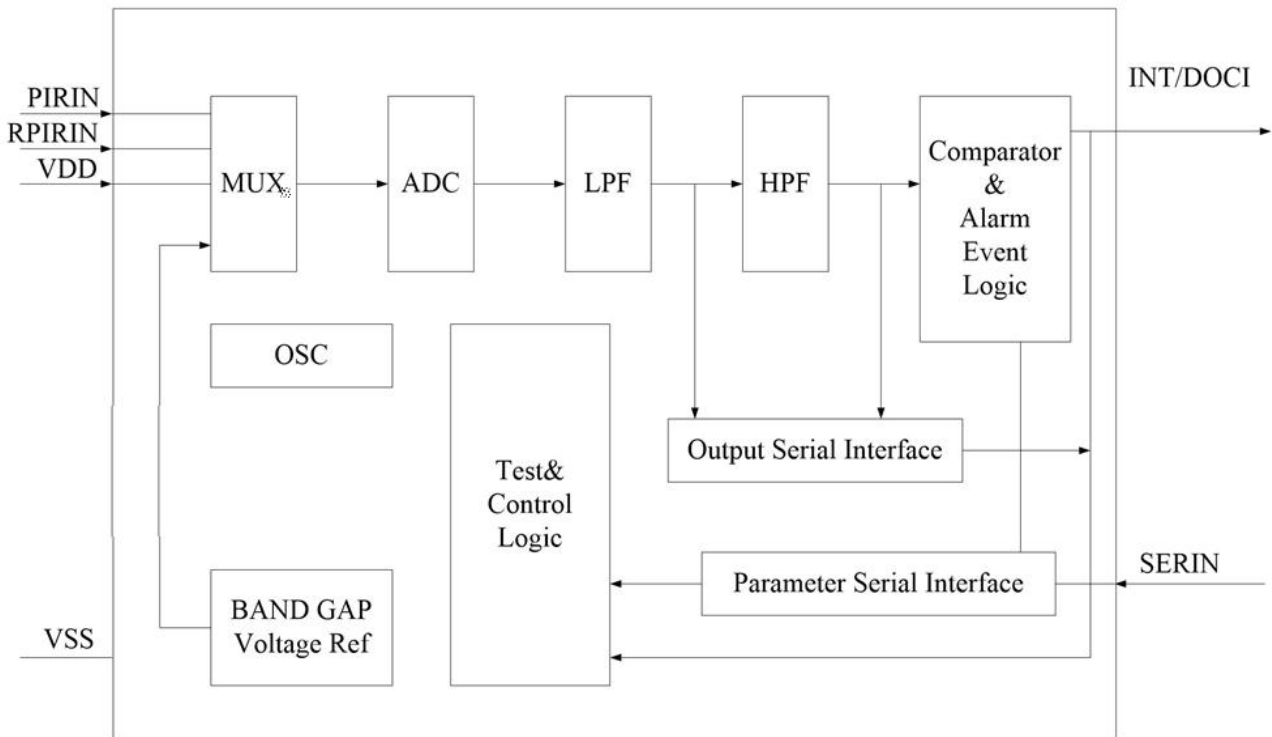 INT/DOCI
PIRIN
RPIRIN
VDD
MUX
ADC
LPF
HPF
Comparator
&
Alarm
Event
Logic
OSC
Output Serial Interface
Test&
Control
Logic
Parameter Serial Interface
SERIN
BAND GAP
Voltage Ref
VSS